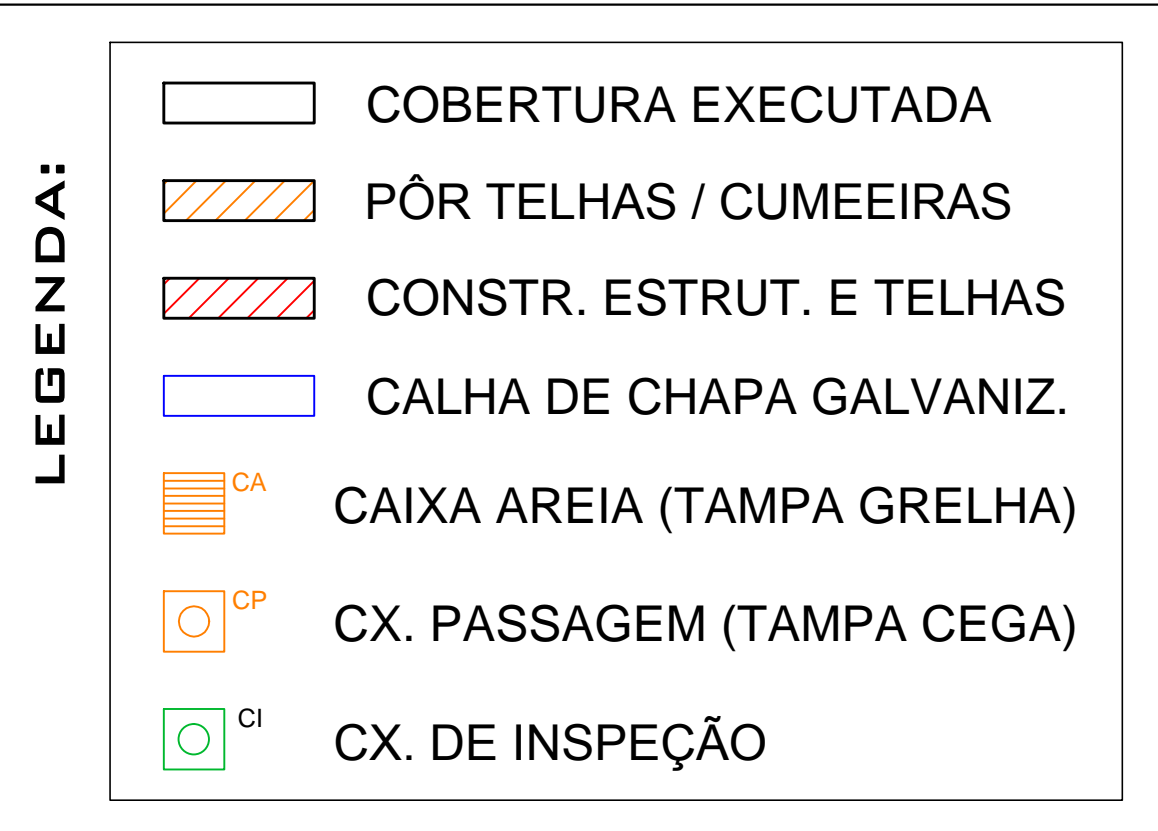 LEGENDA:
COBERTURA EXECUTADA
PÔR TELHAS / CUMEEIRAS
CONSTR. ESTRUT. E TELHAS
CALHA DE CHAPA GALVANIZ.
CA CAIXA AREIA (TAMPA GRELHA)
CP CX. PASSAGEM (TAMPA CEGA)
CI CX. DE INSPEÇÃO